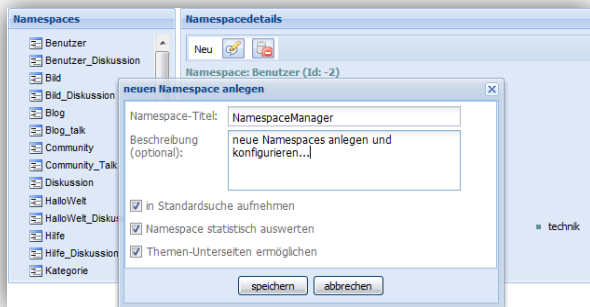 Namespaces
Benutzer
Benutzer_Diskussion
Bild
Bild_Diskussion
Blog
Blog_talk
Community
Community_Talk
Diskussion
HalloWelt
HalloWelt_Diskus
Hilfe
Hilfe_Diskussion
Kategorie
Namespacedetails
Neu
Namespace: Benutzer (Id: -2)
neuen Namespace anlegen
Namespace-Titel: NamespaceManager
Beschreibung (optional):
neue Namespaces anlegen und
konfigurieren...
in Standardsuche aufnehmen
Namespace statistisch auswerten
Themen-Unterseiten ermöglichen
speichern abbrechen
technik